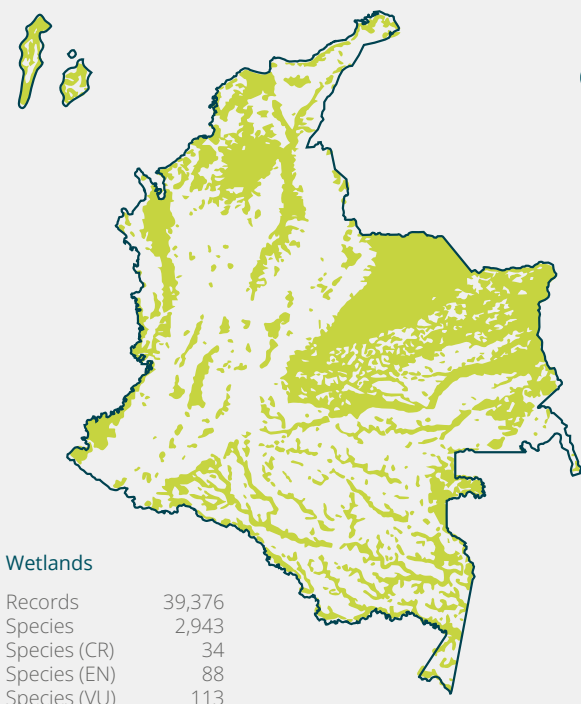 Wetlands
Records 39,376
Species 2,943
Species (CR) 34
Species (EN) 88
Species (VU) 113